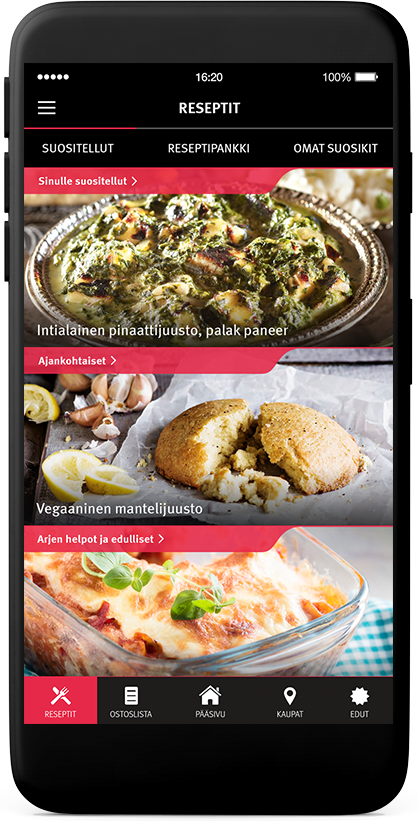 16:20
100%
RESEPTIT
SUOSITELLUT RESEPTIPANKKI OMAT SUOSIKIT
Sinulle suositellut >
Intialainen pinaattijuusto, palak paneer
Ajankohtaiset >
Vegaaninen mantelijuusto
Arjen helpot ja edulliset >
RESEPTIT OSTOSLISTA PÄÄSIVU KAUPAT EDUT